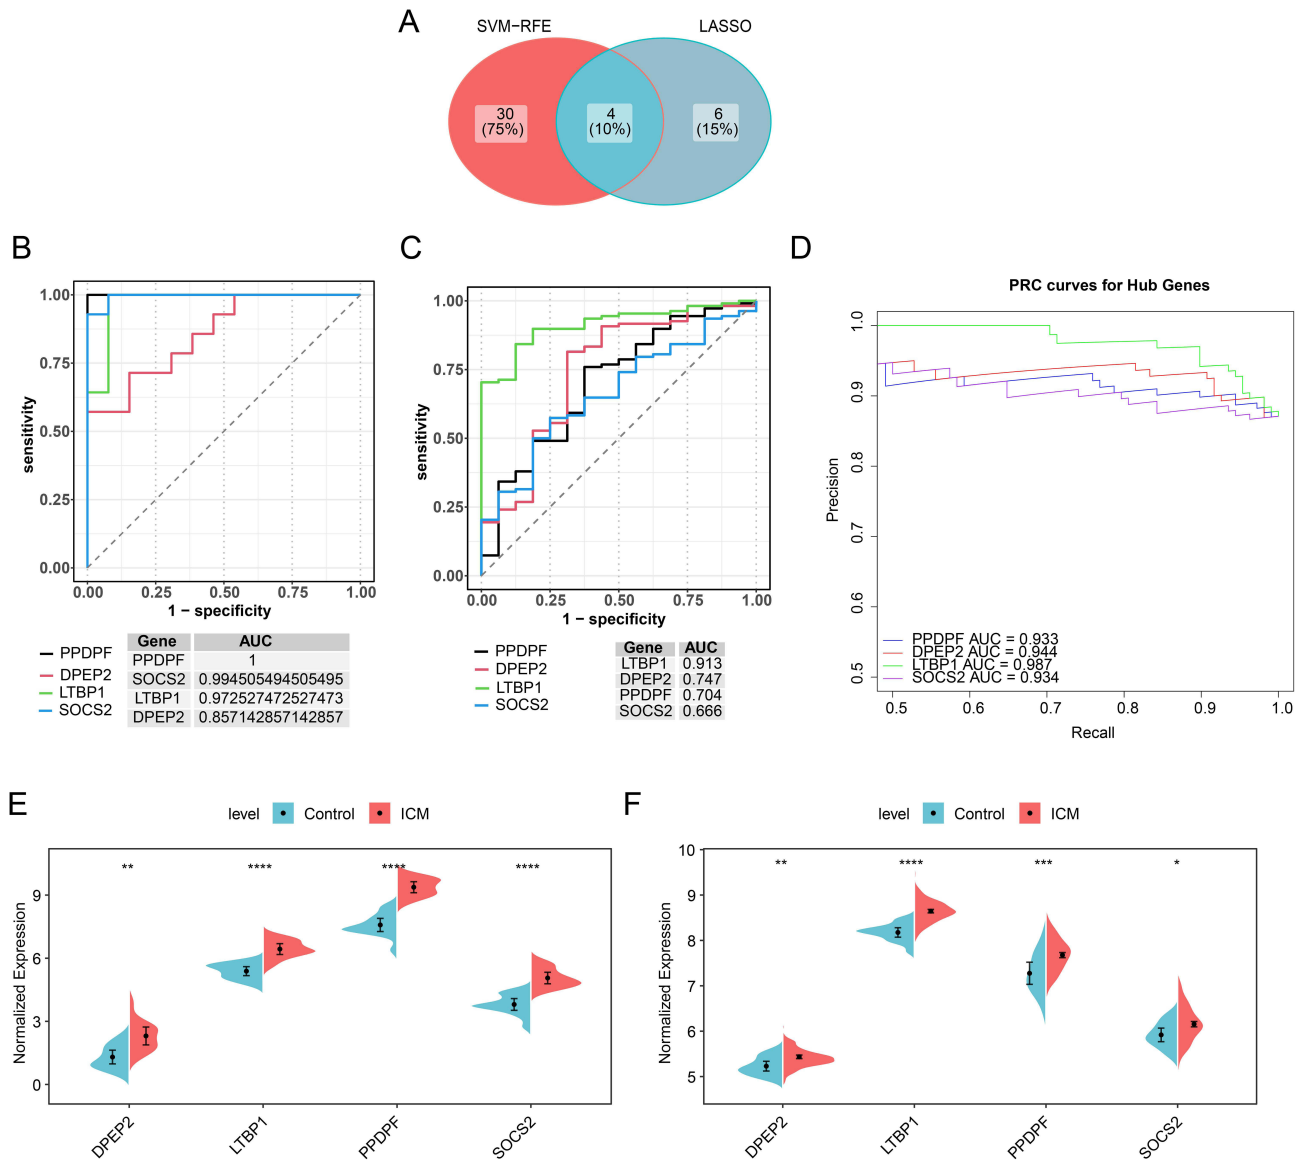 A
SVM−RFE
LASSO
30
(75%)
4
(10%)
6
(15%)
B
1.00
0.75
0.50
0.25
0.00
sensitivity
0.00 0.25 0.50 0.75 1.00
1 − specificity
PPDPF
DPEP2
LTBP1
SOCS2
Gene AUC
PPDPF 1
SOCS2 0.994505494505495
LTBP1 0.972527472527473
DPEP2 0.857142857142857
C
1.00
0.75
0.50
0.25
0.00
sensitivity
0.00 0.25 0.50 0.75 1.00
1 − specificity
PPDPF
DPEP2
LTBP1
SOCS2
Gene AUC
LTBP1 0.913
DPEP2 0.747
PPDPF 0.704
SOCS2 0.666
D
PRC curves for Hub Genes
1.0
0.9
0.8
0.7
0.6
0.5
Precision
PPDPF AUC = 0.933
DPEP2 AUC = 0.944
LTBP1 AUC = 0.987
SOCS2 AUC = 0.934
0.5 0.6 0.7 0.8 0.9 1.0
Recall
E
level Control ICM
** **** **** ****
9
6
3
0
Normalized Expression
DPEP2 LTBP1 PPDPF SOCS2
F
level Control ICM
** **** *** *
10
9
8
7
6
5
Normalized Expression
DPEP2 LTBP1 PPDPF SOCS2